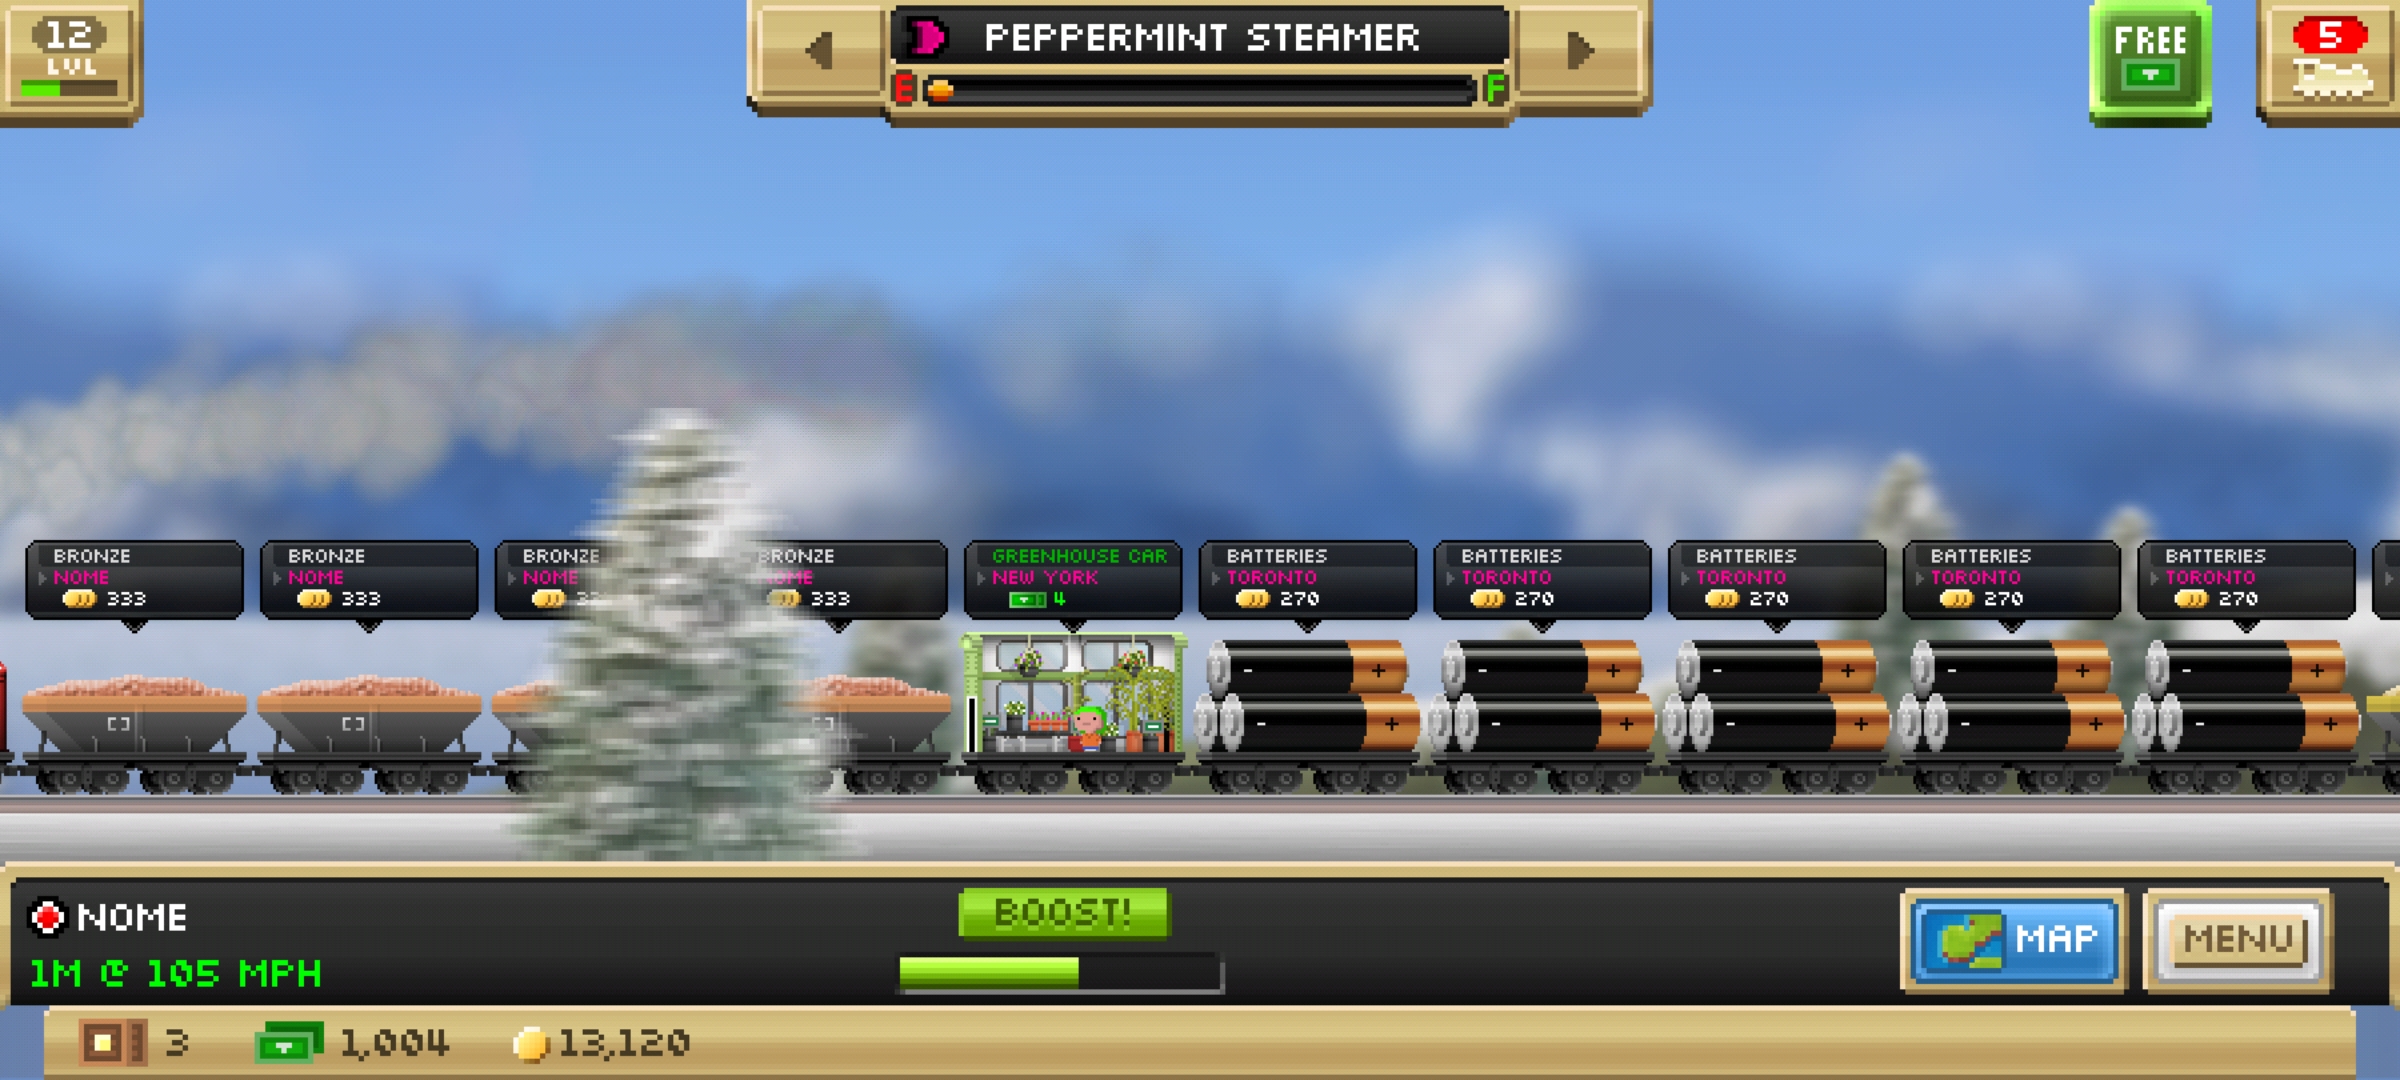 12
LVL
PEPPERMINT STEAMER
E
F
FREE
5
BRONZE
NOME
333
BRONZE
NOME
333
BRONZE
NOME
BRONZE
333
GREENHOUSE CAR
NEW YORK
4
BATTERIES
TORONTO
270
BATTERIES
TORONTO
270
BATTERIES
TORONTO
270
BATTERIES
TORONTO
270
BATTERIES
TORONTO
270
NOME
1M @ 105 MPH
BOOST!
MAP
MENU
3
1,004
13,120